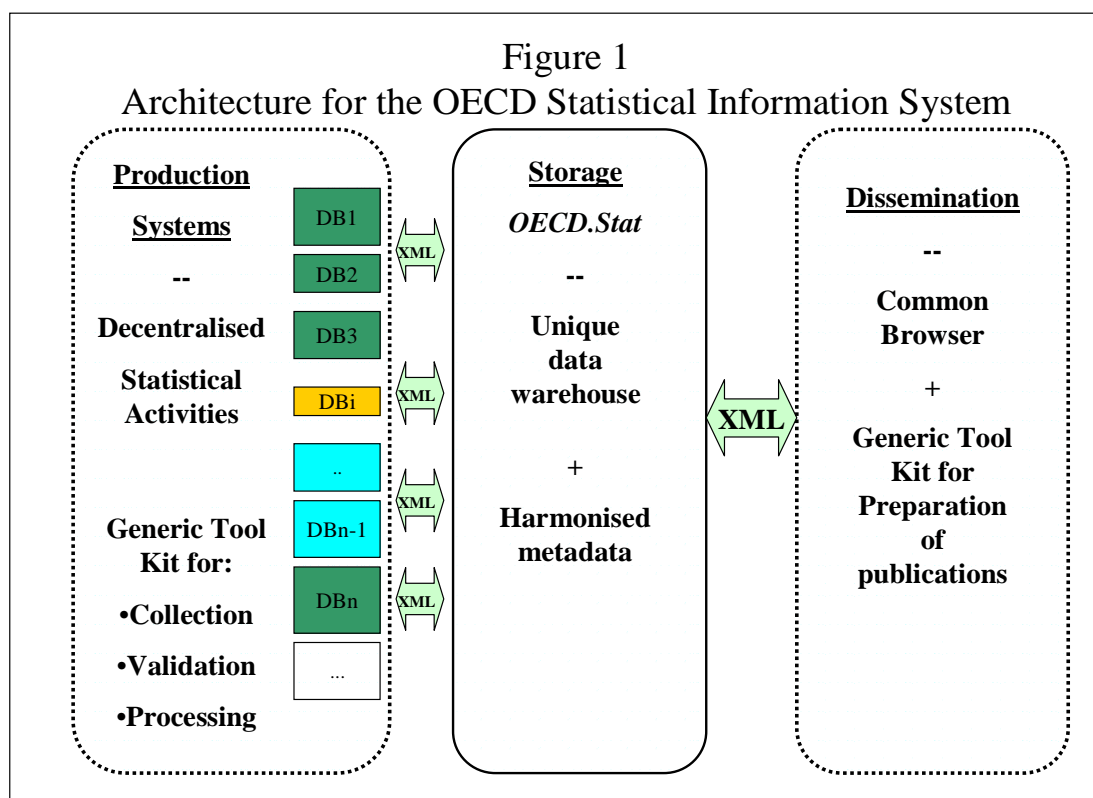 Figure 1
Architecture for the OECD Statistical Information System
Production
Systems
--
Decentralised
Statistical
Activities
Generic Tool
Kit for:
•Collection
•Validation
•Processing
DB1
DB2
DB3
DBi
..
DBn-1
DBn
...
XML
XML
XML
XML
Storage
OECD.Stat
--
Unique
data
warehouse
+
Harmonised
metadata
XML
Dissemination
--
Common
Browser
+
Generic Tool
Kit for
Preparation
of
publications